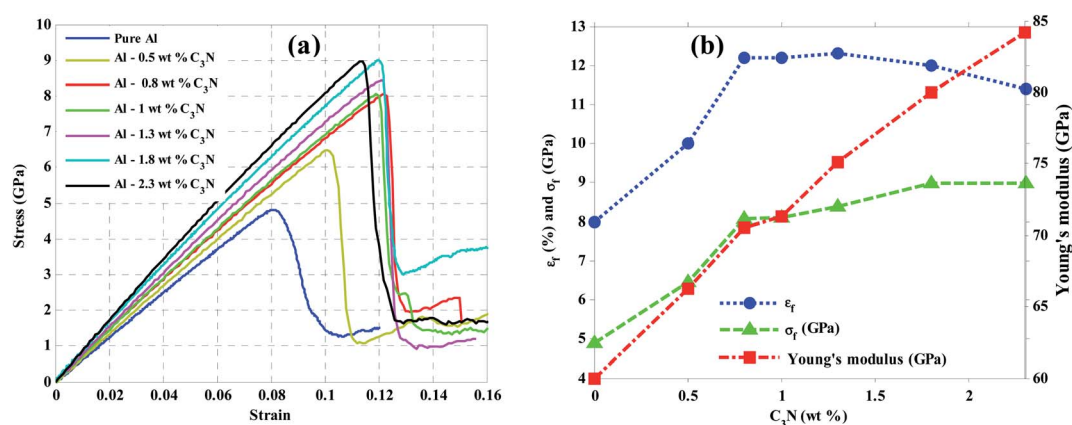 (a)
Pure Al
Al - 0.5 wt % C₃N
Al - 0.8 wt % C₃N
Al - 1 wt % C₃N
Al - 1.3 wt % C₃N
Al - 1.8 wt % C₃N
Al - 2.3 wt % C₃N
Stress (GPa)
10
9
8
7
6
5
4
3
2
1
0
0 0.02 0.04 0.06 0.08 0.1 0.12 0.14 0.16
Strain
(b)
εf (%) and σf (GPa)
13
12
11
10
9
8
7
6
5
4
εf
σf (GPa)
Young's modulus (GPa)
0 0.5 1 1.5 2
C₃N (wt %)
85
80
75
70
65
60
Young's modulus (GPa)